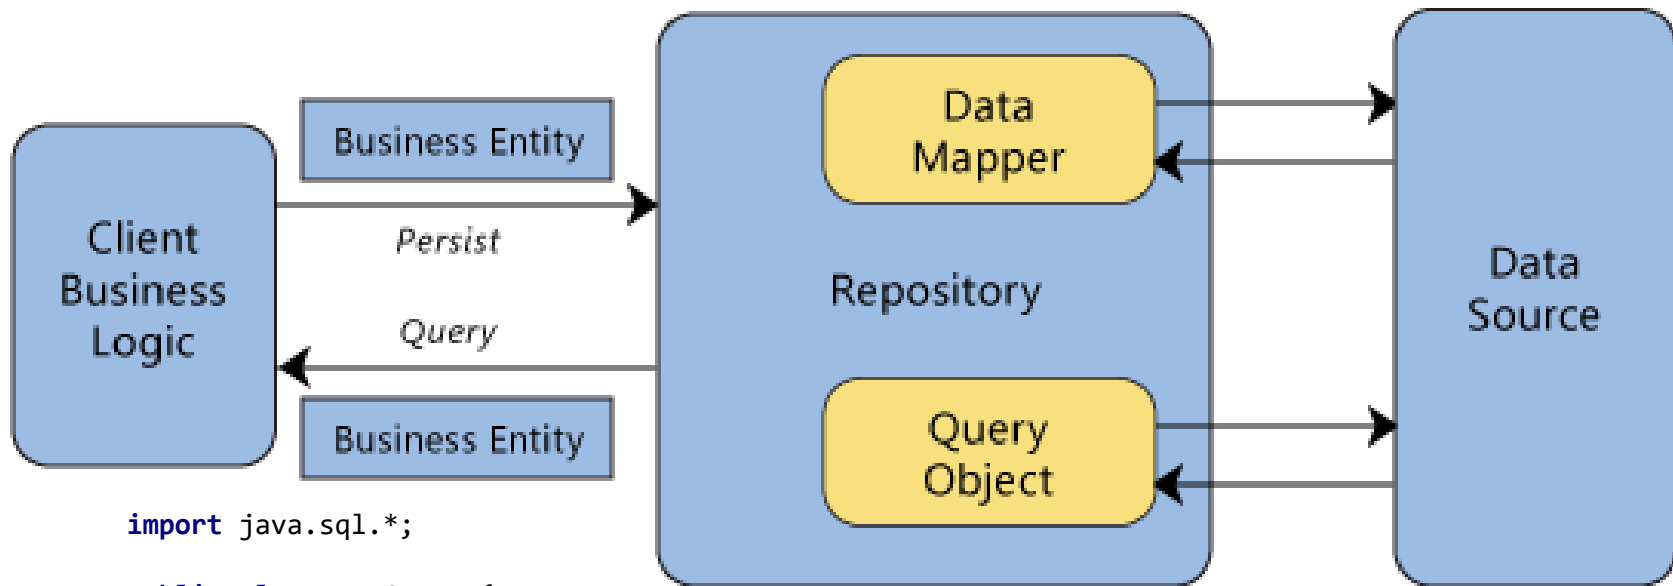 Client
Business
Logic
Business Entity
Persist
Query
Business Entity
Repository
Data
Mapper
Query
Object
Data
Source
import java.sql.*;